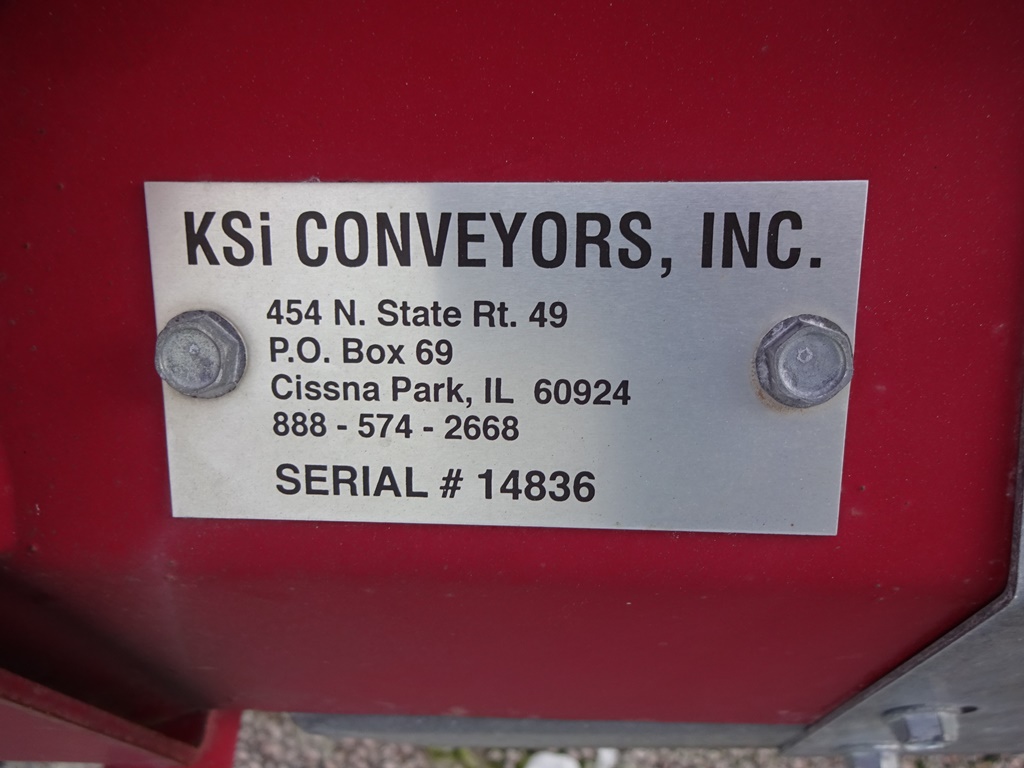 KSi CONVEYORS, INC.
454 N. State Rt. 49
P.O. Box 69
Cissna Park, IL  60924
888 - 574 - 2668
SERIAL # 14836